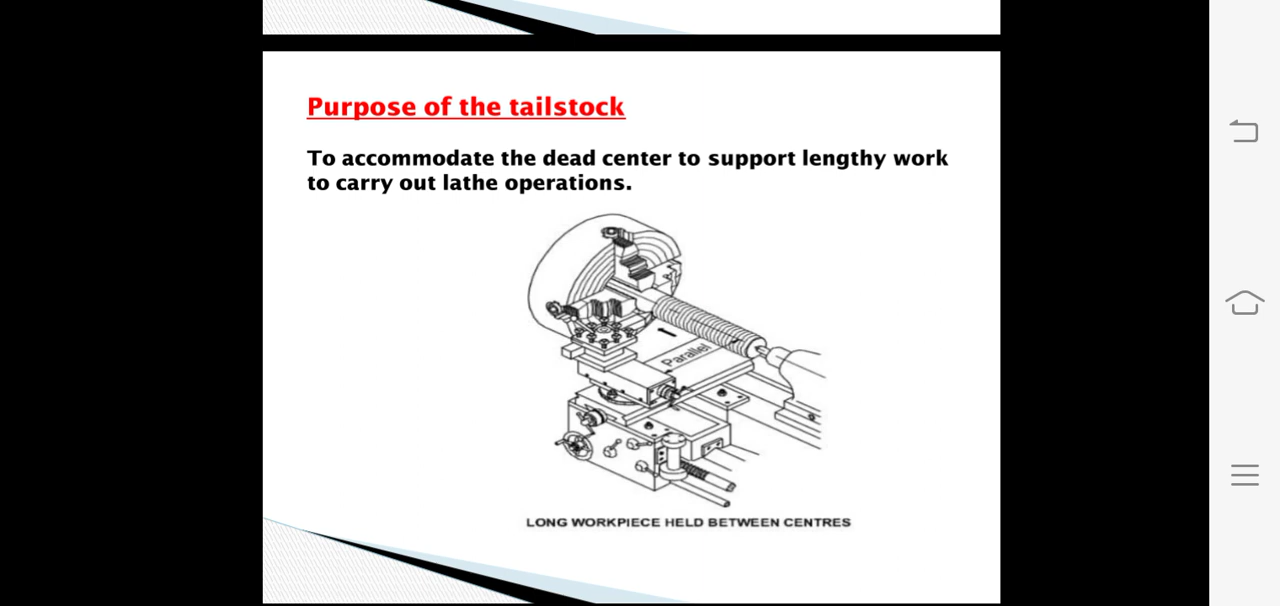 Purpose of the tailstock
To accommodate the dead center to support lengthy work
to carry out lathe operations.
Parallel
LONG WORKPIECE HELD BETWEEN CENTRES